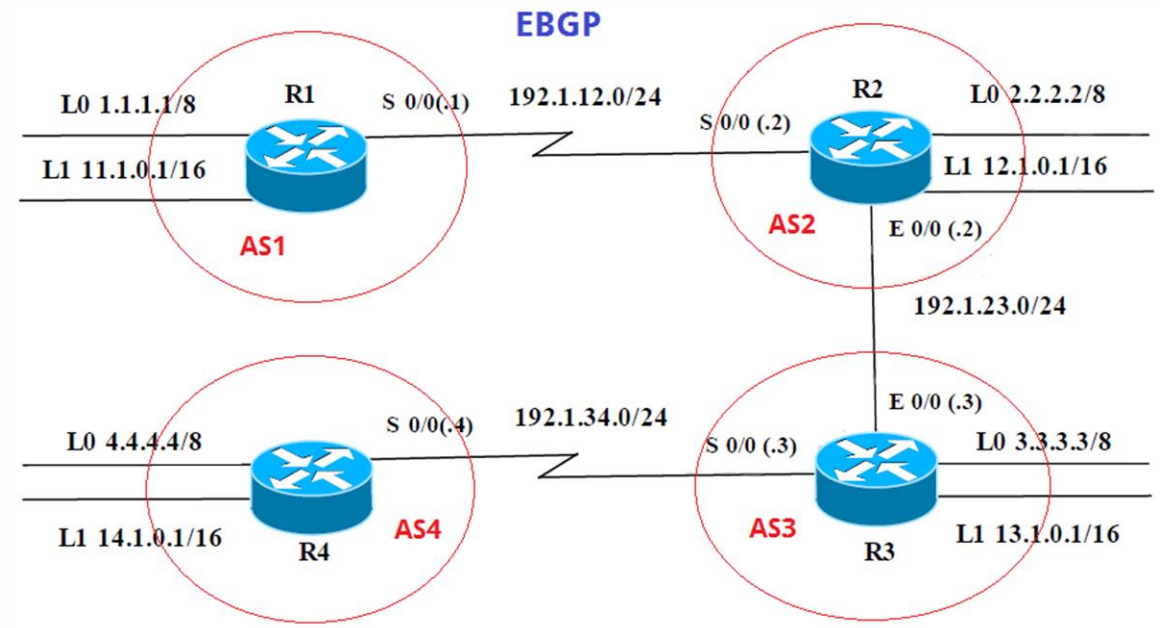 EBGP
L0 1.1.1.1/8
R1
S 0/0(.1)
192.1.12.0/24
S 0/0 (.2)
R2
L0 2.2.2.2/8
L1 11.1.0.1/16
L1 12.1.0.1/16
AS1
AS2
E 0/0 (.2)
192.1.23.0/24
L0 4.4.4.4/8
S 0/0(.4)
192.1.34.0/24
S 0/0 (.3)
E 0/0 (.3)
L0 3.3.3.3/8
L1 14.1.0.1/16
R4
AS4
AS3
R3
L1 13.1.0.1/16